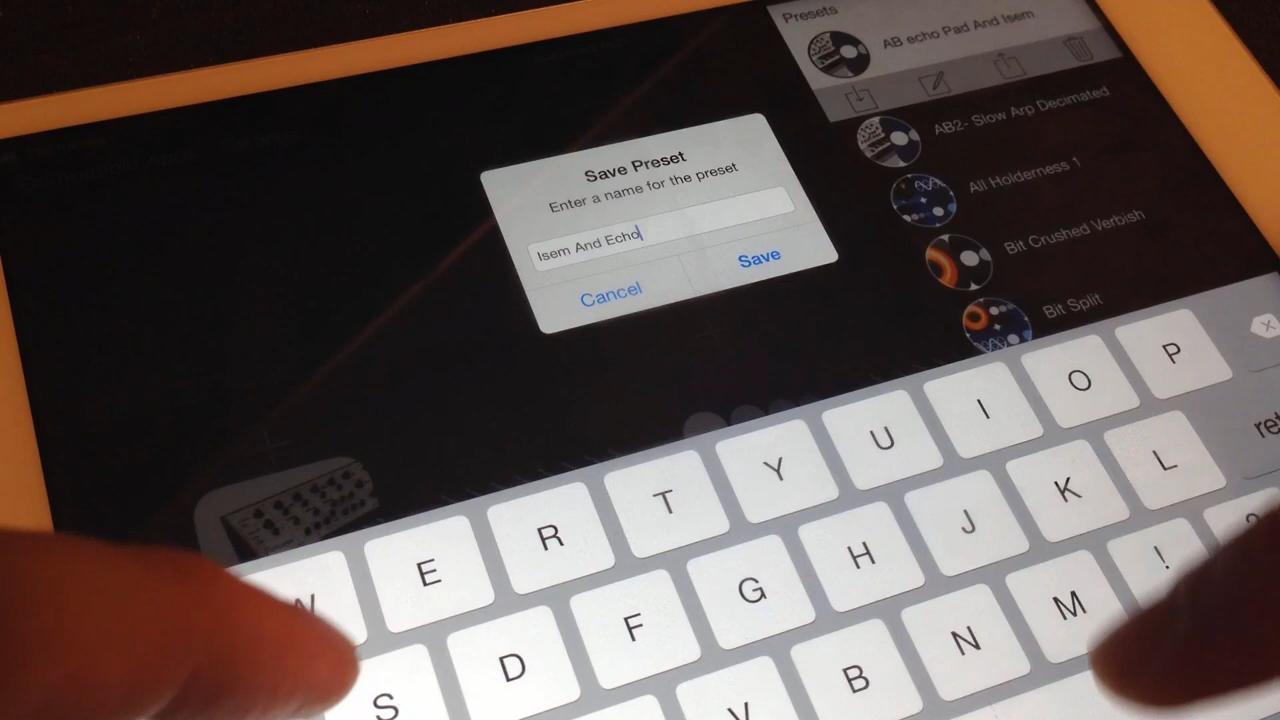 Presets
AB echo Pad And Isem
AB2- Slow Arp Decimated
All Holderness 1
Bit Crushed Verbish
Bit Split
Save Preset
Enter a name for the preset
Isem And Echo
Cancel
Save
E R T Y U I O P
S D F G H J K L
V B N M !